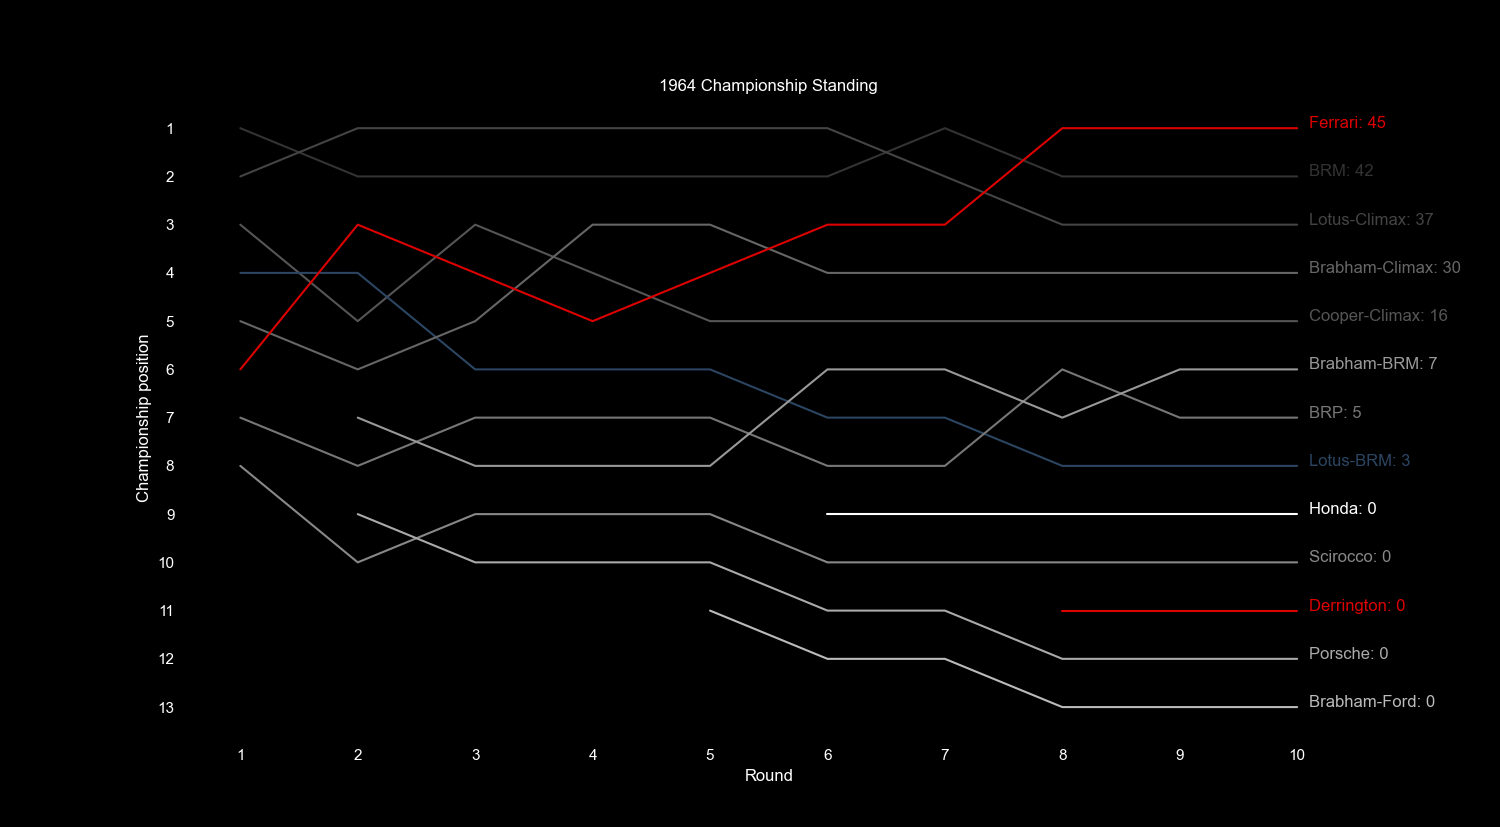 1964 Championship Standing
1
2
3
4
5
6
7
8
9
10
11
12
13
Championship position
Ferrari: 45
BRM: 42
Lotus-Climax: 37
Brabham-Climax: 30
Cooper-Climax: 16
Brabham-BRM: 7
BRP: 5
Lotus-BRM: 3
Honda: 0
Scirocco: 0
Derrington: 0
Porsche: 0
Brabham-Ford: 0
1 2 3 4 5 6 7 8 9 10
Round